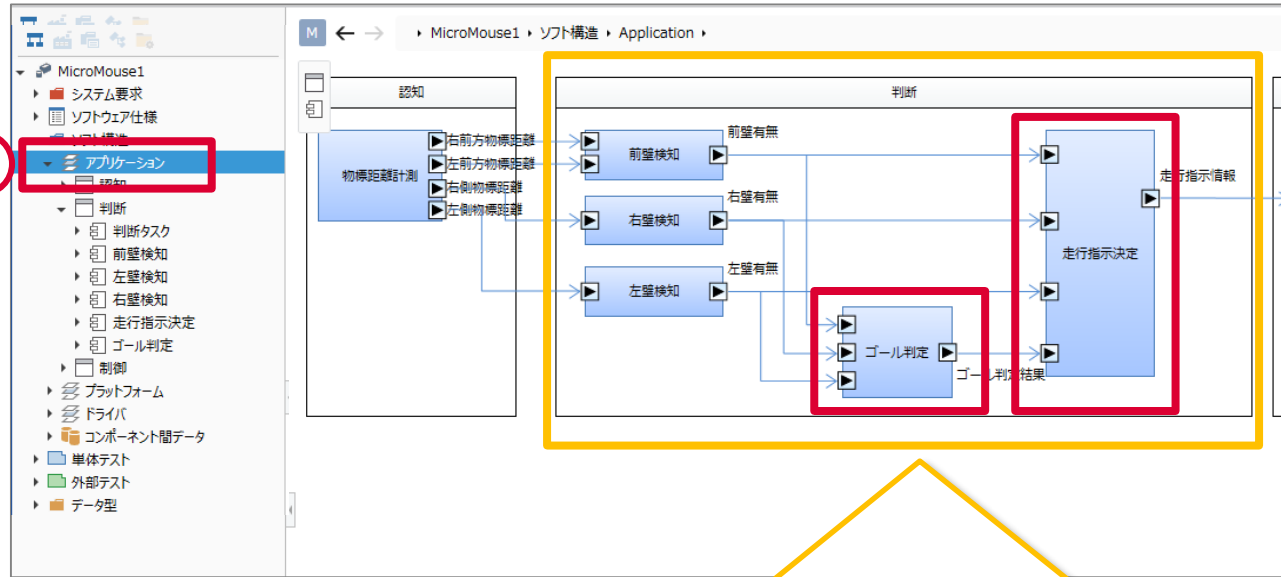 M
MicroMouse1 ソフト構造 Application
MicroMouse1
システム要求
ソフトウェア仕様
ソフト構造
アプリケーション
認知
判断
判断タスク
前壁検知
左壁検知
右壁検知
走行指示決定
ゴール判定
制御
プラットフォーム
ドライバ
コンポーネント間データ
単体テスト
外部テスト
データ型
認知
判断
物標距離計測
右前方物標距離
左前方物標距離
右側物標距離
左側物標距離
前壁検知
前壁有無
右壁検知
右壁有無
左壁検知
左壁有無
ゴール判定
ゴール判定結果
走行指示決定
走行指示情報